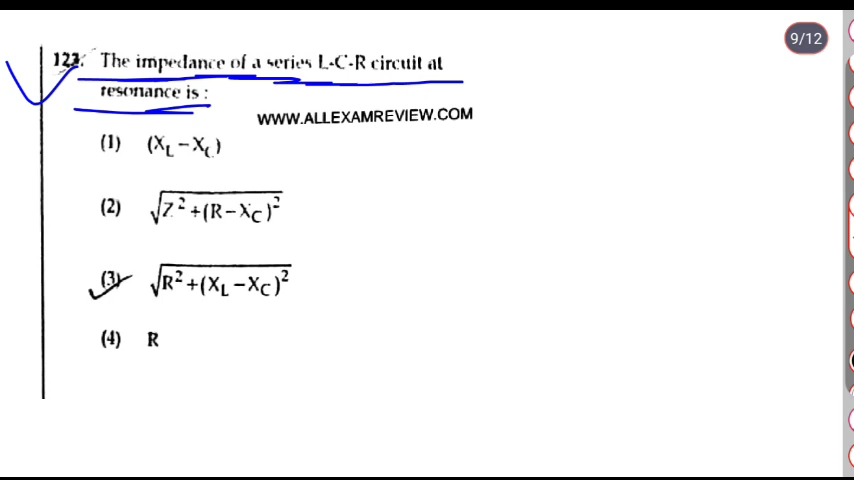 9/12
122. The impedance of a series L-C-R circuit at
resonance is :
WWW.ALLEXAMREVIEW.COM
(1) (X_L − X_C)
(2) √Z² + (R − X_C)²
(3) √R² + (X_L − X_C)²
(4) R